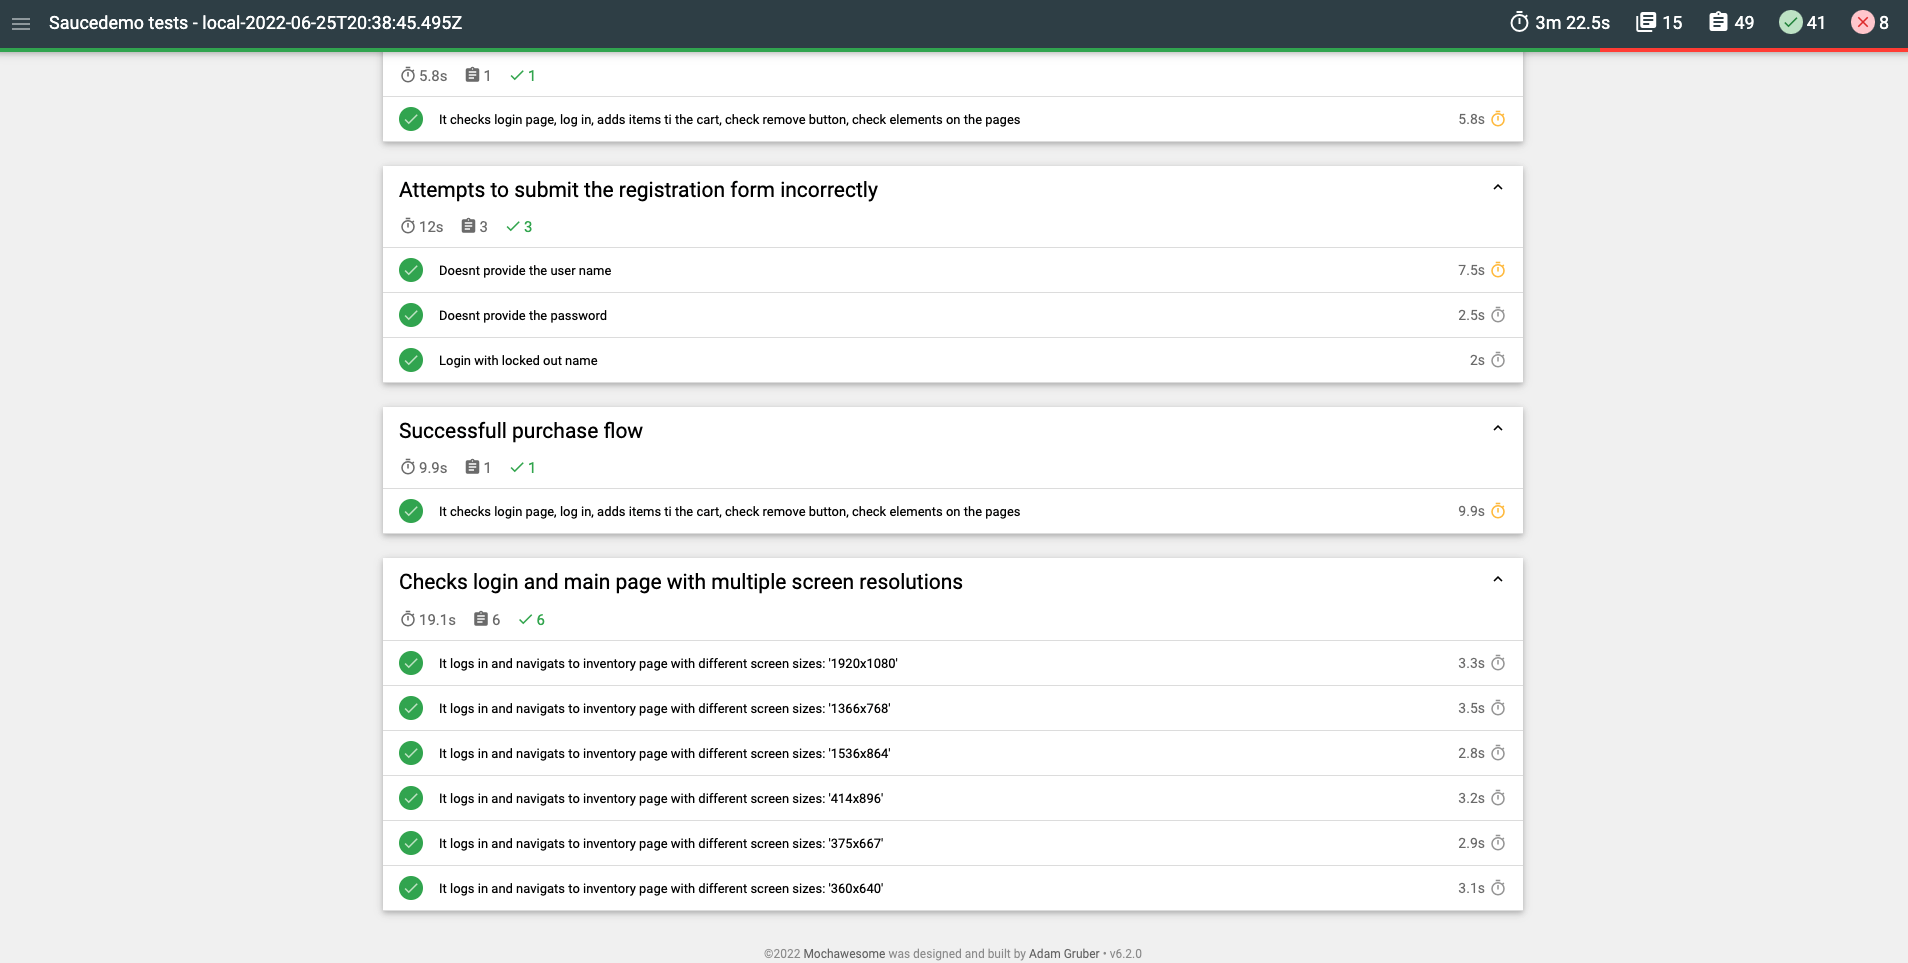 Saucedemo tests - local-2022-06-25T20:38:45.495Z 3m 22.5s 15 49 41 8
5.8s 1 1
It checks login page, log in, adds items ti the cart, check remove button, check elements on the pages 5.8s
Attempts to submit the registration form incorrectly
12s 3 3
Doesnt provide the user name 7.5s
Doesnt provide the password 2.5s
Login with locked out name 2s
Successfull purchase flow
9.9s 1 1
It checks login page, log in, adds items ti the cart, check remove button, check elements on the pages 9.9s
Checks login and main page with multiple screen resolutions
19.1s 6 6
It logs in and navigats to inventory page with different screen sizes: '1920x1080' 3.3s
It logs in and navigats to inventory page with different screen sizes: '1366x768' 3.5s
It logs in and navigats to inventory page with different screen sizes: '1536x864' 2.8s
It logs in and navigats to inventory page with different screen sizes: '414x896' 3.2s
It logs in and navigats to inventory page with different screen sizes: '375x667' 2.9s
It logs in and navigats to inventory page with different screen sizes: '360x640' 3.1s
©2022 Mochawesome was designed and built by Adam Gruber • v6.2.0